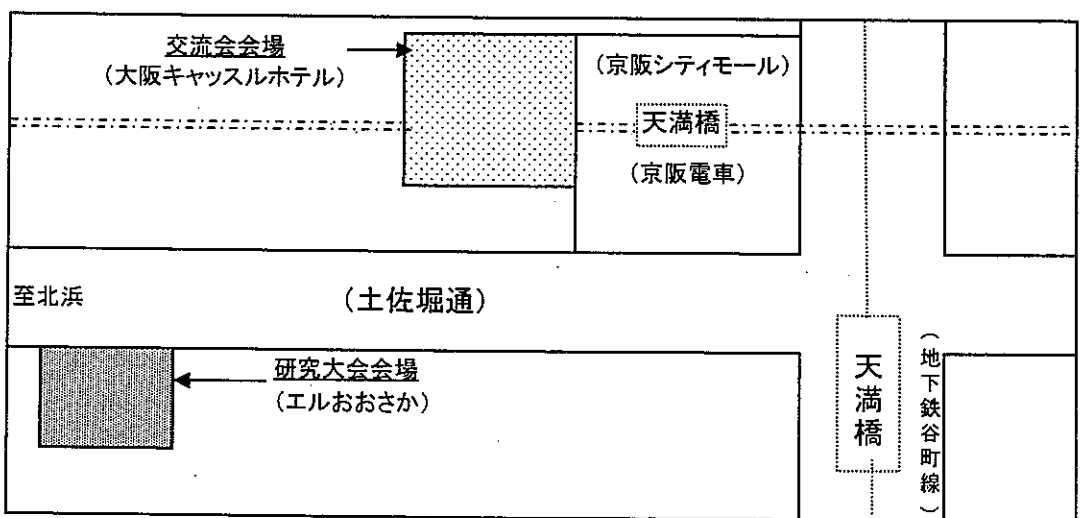 交流会会場
(大阪キャッスルホテル)
(京阪シティモール)
天満橋
(京阪電車)
至北浜
(土佐堀通)
研究大会会場
(エルおおさか)
天満橋
(地下鉄谷町線)